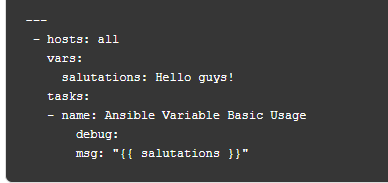 ---
 - hosts: all
   vars:
     salutations: Hello guys!
   tasks:
   - name: Ansible Variable Basic Usage
       debug:
       msg: "{{ salutations }}"